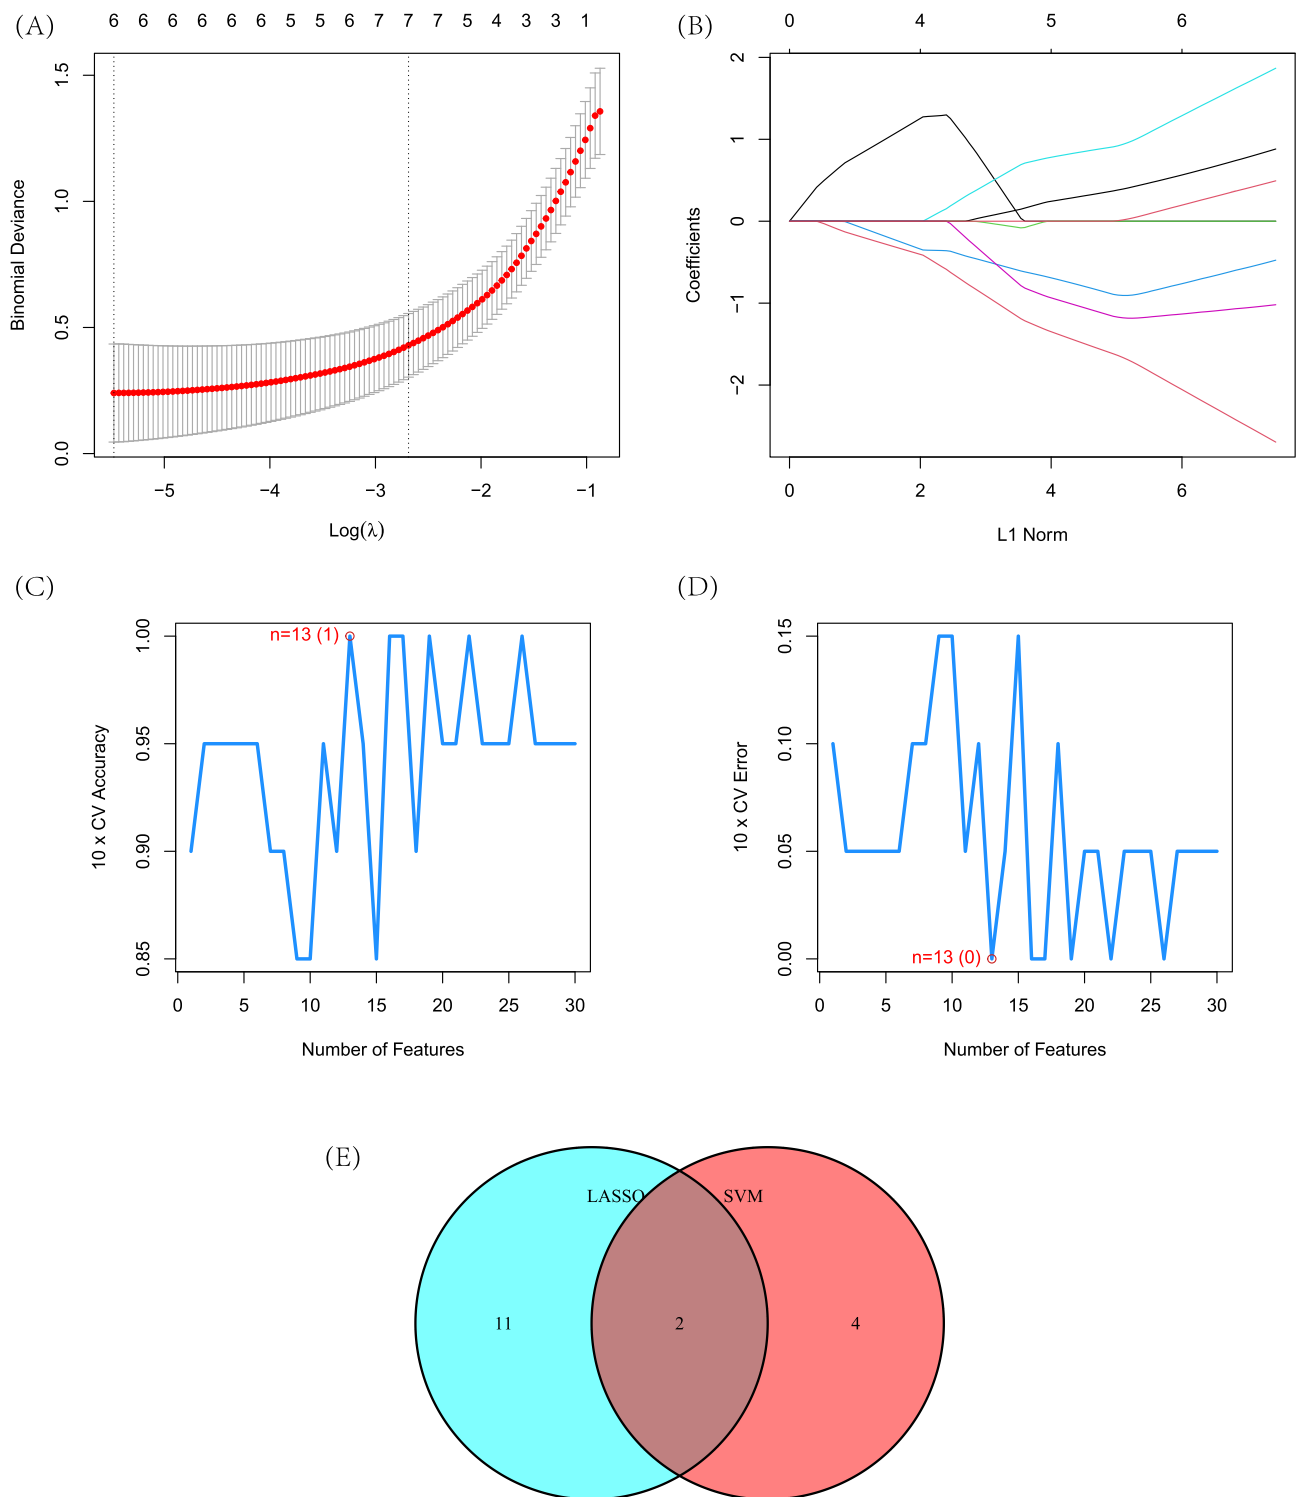 (A)
6 6 6 6 6 6 5 5 6 7 7 7 5 4 3 3 1
Binomial Deviance
1.5
1.0
0.5
0.0
−5 −4 −3 −2 −1
Log(λ)
(B)
0 4 5 6
Coefficients
2
1
0
−1
−2
0 2 4 6
L1 Norm
(C)
10 x CV Accuracy
1.00
0.95
0.90
0.85
n=13 (1)
0 5 10 15 20 25 30
Number of Features
(D)
10 x CV Error
0.15
0.10
0.05
0.00
n=13 (0)
0 5 10 15 20 25 30
Number of Features
(E)
LASSO SVM
11 2 4